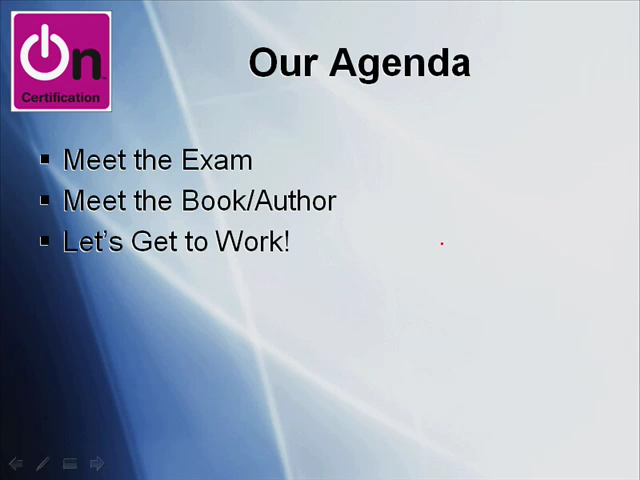 On
Certification
Our Agenda
Meet the Exam
Meet the Book/Author
Let's Get to Work!